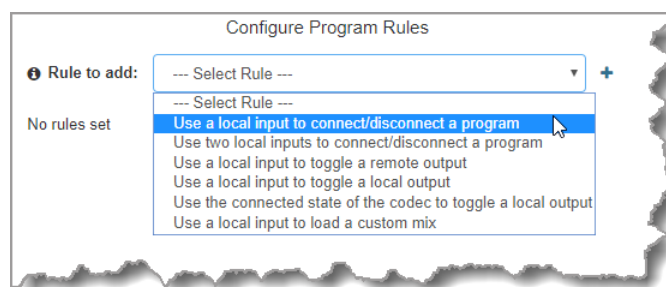 Configure Program Rules
Rule to add:
--- Select Rule ---
--- Select Rule ---
No rules set
Use a local input to connect/disconnect a program
Use two local inputs to connect/disconnect a program
Use a local input to toggle a remote output
Use a local input to toggle a local output
Use the connected state of the codec to toggle a local output
Use a local input to load a custom mix